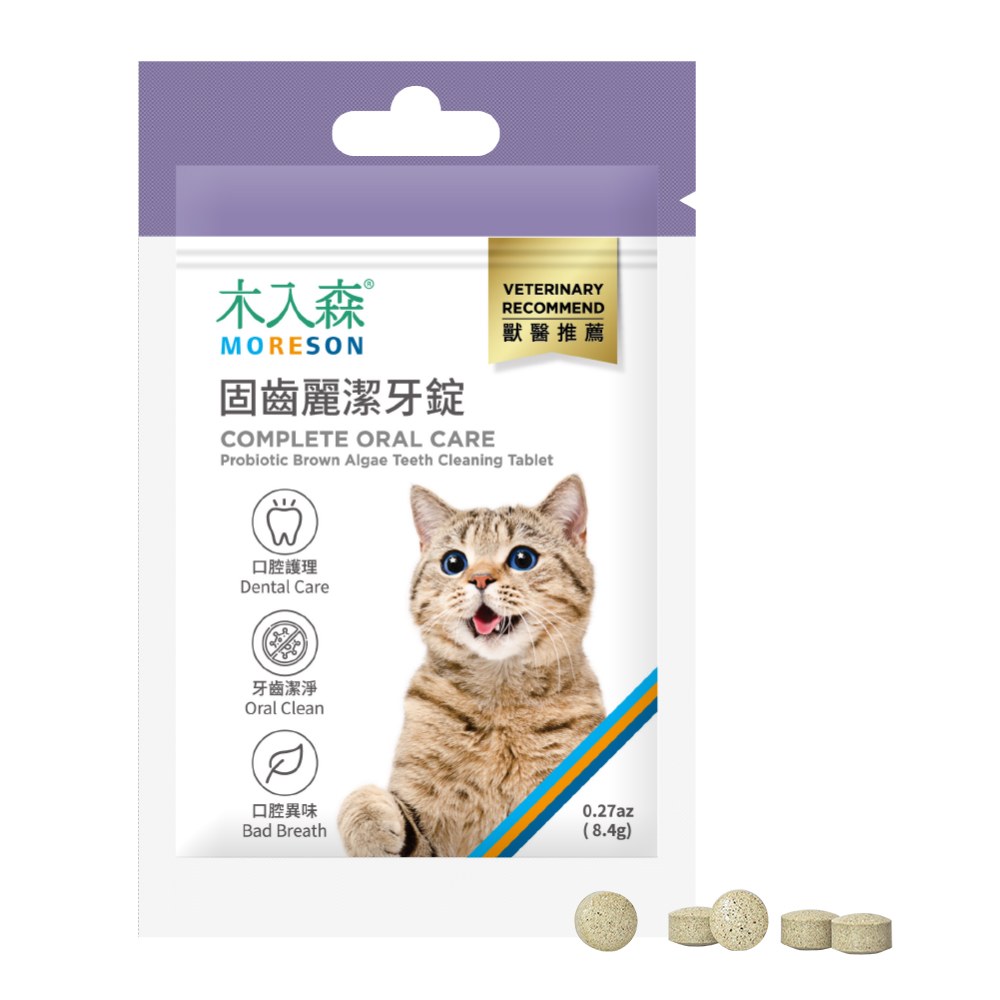 木入森®
MORESON
VETERINARY
RECOMMEND
獸醫推薦
固齒麗潔牙錠
COMPLETE ORAL CARE
Probiotic Brown Algae Teeth Cleaning Tablet
口腔護理
Dental Care
牙齒潔淨
Oral Clean
口腔異味
Bad Breath
0.27az
(8.4g)